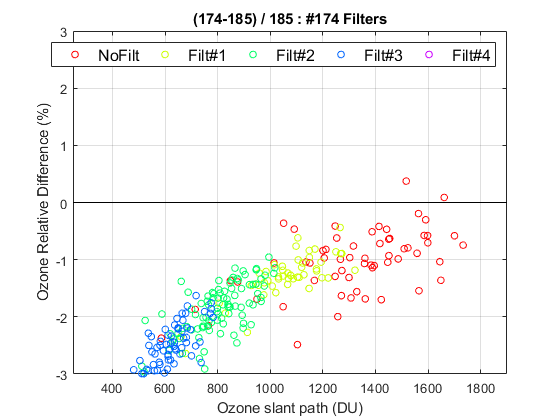 (174-185) / 185 : #174 Filters
NoFilt Filt#1 Filt#2 Filt#3 Filt#4
3
2
1
0
-1
-2
-3
Ozone Relative Difference (%)
400 600 800 1000 1200 1400 1600 1800
Ozone slant path (DU)